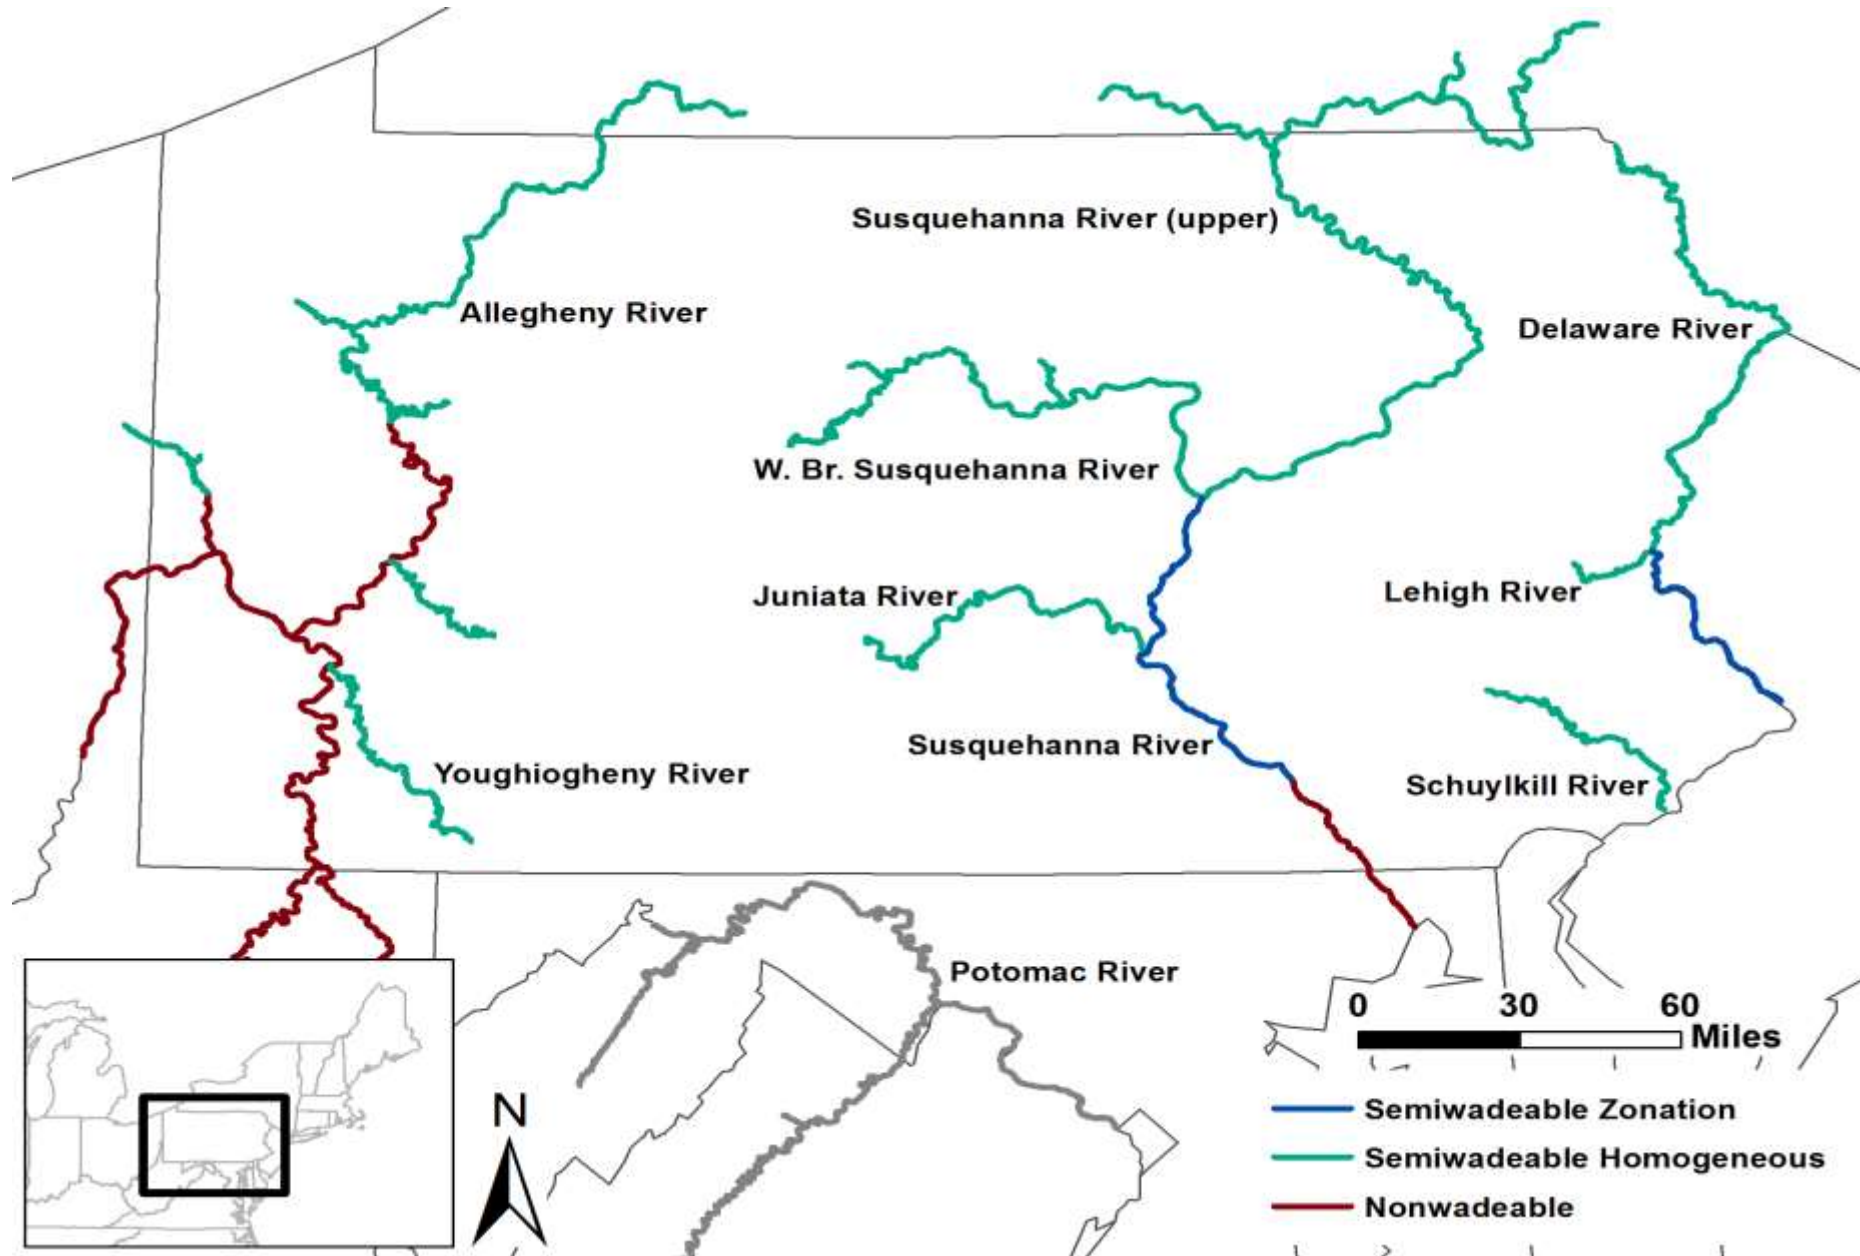 Susquehanna River (upper)
Allegheny River
Delaware River
W. Br. Susquehanna River
Juniata River
Lehigh River
Susquehanna River
Youghiogheny River
Schuylkill River
Potomac River
0 30 60
Miles
N
Semiwadeable Zonation
Semiwadeable Homogeneous
Nonwadeable